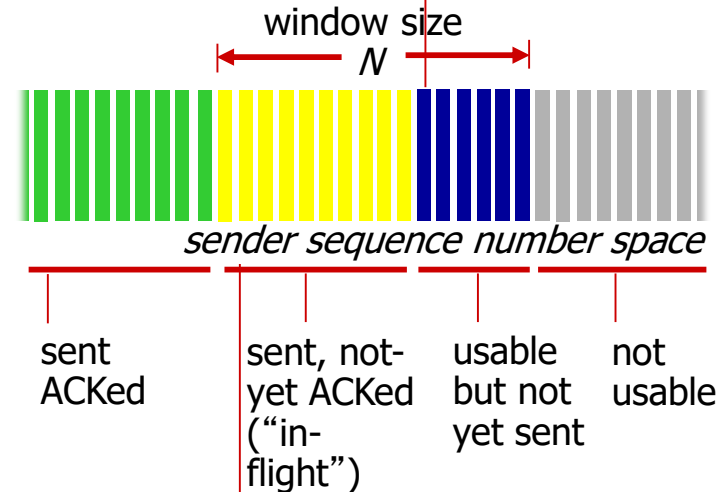 window size
N
sender sequence number space
sent
ACKed
sent, not-
yet ACKed
(“in-
flight”)
usable
but not
yet sent
not
usable